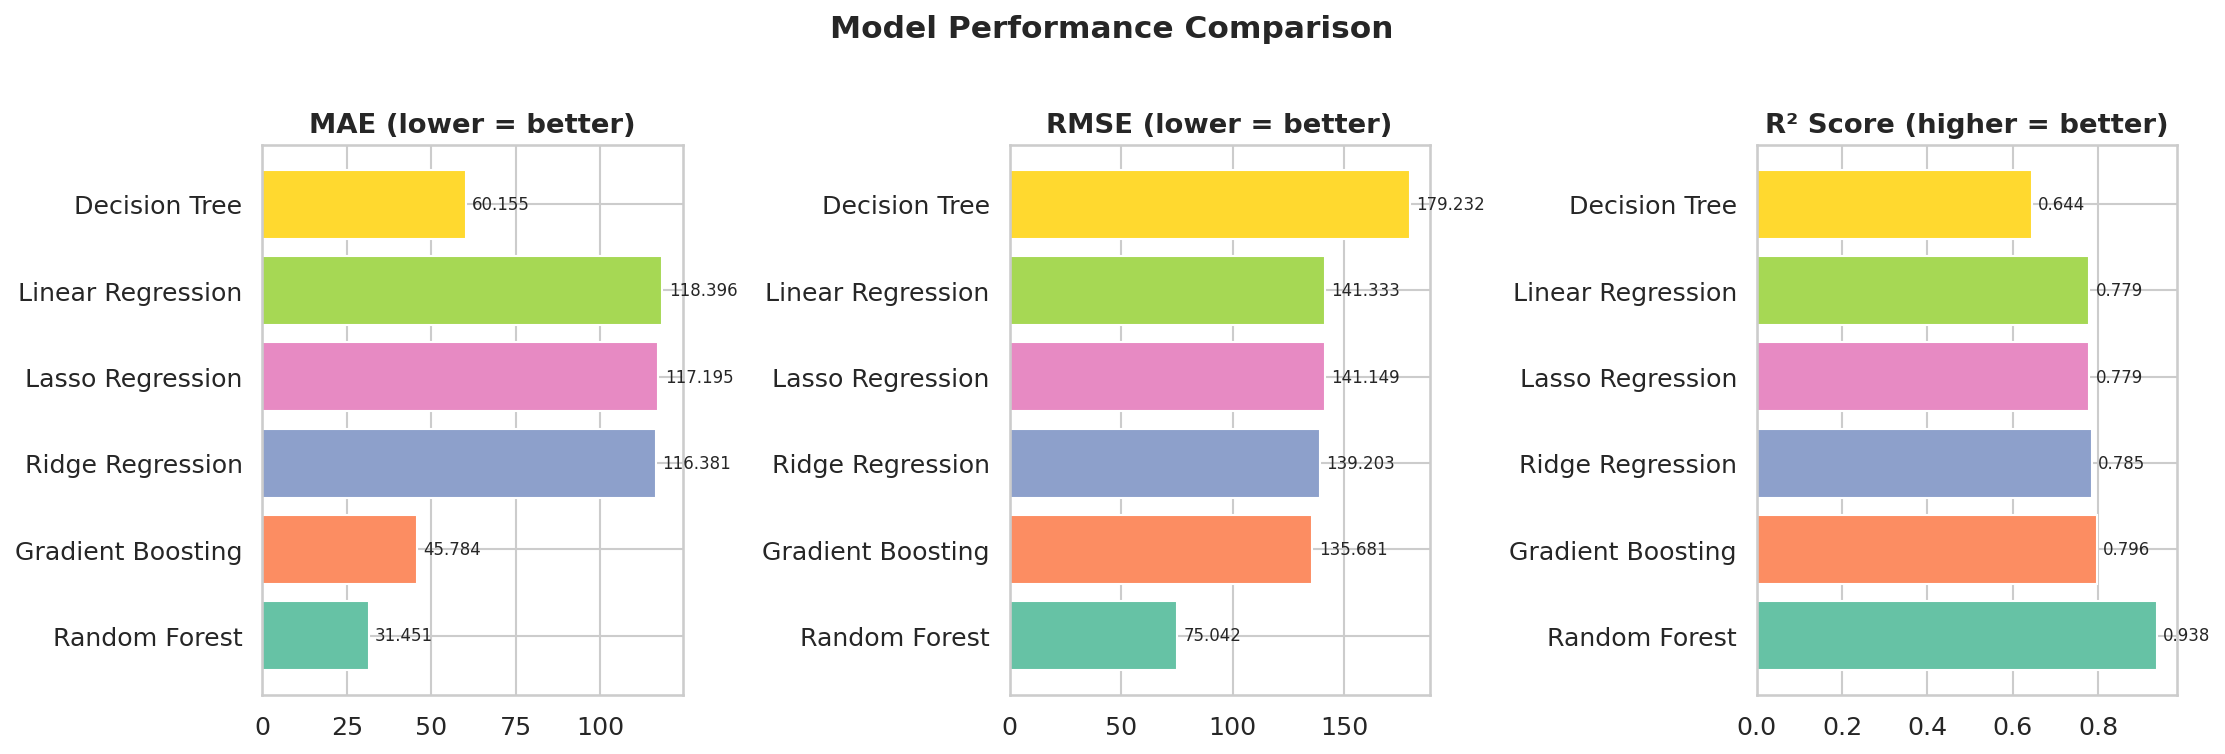 Model Performance Comparison
MAE (lower = better)
Decision Tree
60.155
Linear Regression
118.396
Lasso Regression
117.195
Ridge Regression
116.381
Gradient Boosting
45.784
Random Forest
31.451
0 25 50 75 100
RMSE (lower = better)
Decision Tree
179.232
Linear Regression
141.333
Lasso Regression
141.149
Ridge Regression
139.203
Gradient Boosting
135.681
Random Forest
75.042
0 50 100 150
R² Score (higher = better)
Decision Tree
0.644
Linear Regression
0.779
Lasso Regression
0.779
Ridge Regression
0.785
Gradient Boosting
0.796
Random Forest
0.938
0.0 0.2 0.4 0.6 0.8